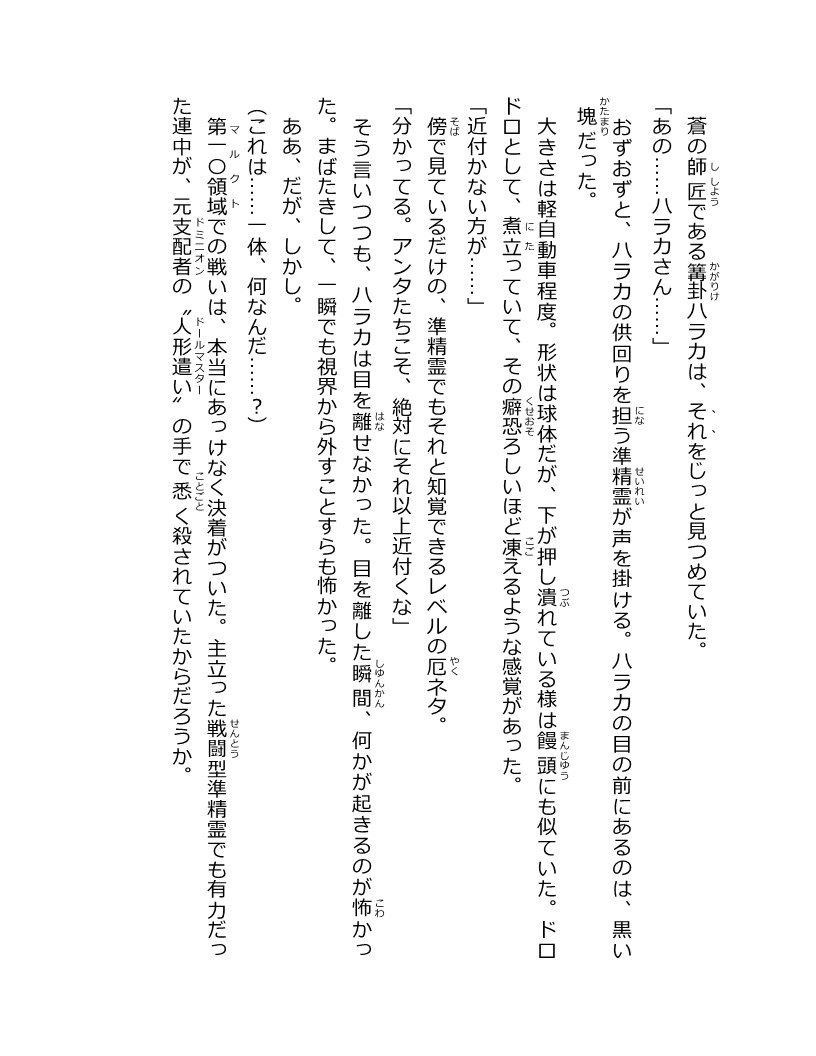 蒼の師匠である篝卦ハラカは、それをじっと見つめていた。
「あの……ハラカさん……」
おずおずと、ハラカの供回りを担う準精霊が声を掛ける。ハラカの目の前にあるのは、黒い
塊だった。
大きさは軽自動車程度。形状は球体だが、下が押し潰れている様は饅頭にも似ていた。ドロ
ドロとして、煮立っていて、その癖恐ろしいほど凍えるような感覚があった。
「近付かない方が……」
傍で見ているだけの、準精霊でもそれと知覚できるレベルの厄ネタ。
「分かってる。アンタたちこそ、絶対にそれ以上近付くな」
そう言いつつも、ハラカは目を離せなかった。目を離した瞬間、何かが起きるのが怖かっ
た。まばたきして、一瞬でも視界から外すことすらも怖かった。
ああ、だが、しかし。
（これは……一体、何なんだ……？）
第一〇領域での戦いは、本当にあっけなく決着がついた。主立った戦闘型準精霊でも有力だっ
た連中が、元支配者の〝人形遣い〟の手で悉く殺されていたからだろうか。